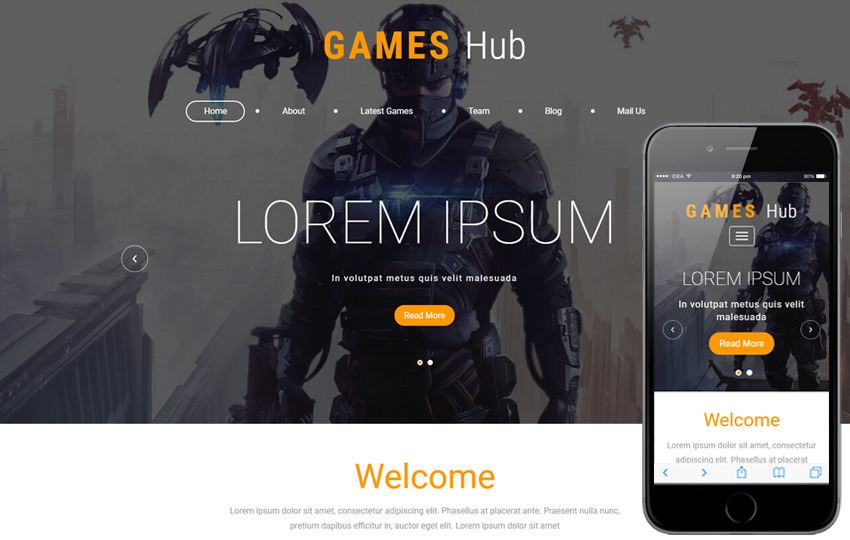 GAMES Hub
Home
About
Latest Games
Team
Blog
Mail Us
LOREM IPSUM
In volutpat metus quis velit malesuada
Read More
Welcome
Lorem ipsum dolor sit amet, consectetur adipiscing elit. Phasellus at placerat ante. Praesent nulla nunc,
pretium dapibus efficitur in, auctor eget elit. Lorem ipsum dolor sit amet
IDEA
9:20 pm
90%
GAMES Hub
LOREM IPSUM
In volutpat metus quis velit
malesuada
Read More
Welcome
Lorem ipsum dolor sit amet, consectetur
adipiscing elit. Phasellus at placerat